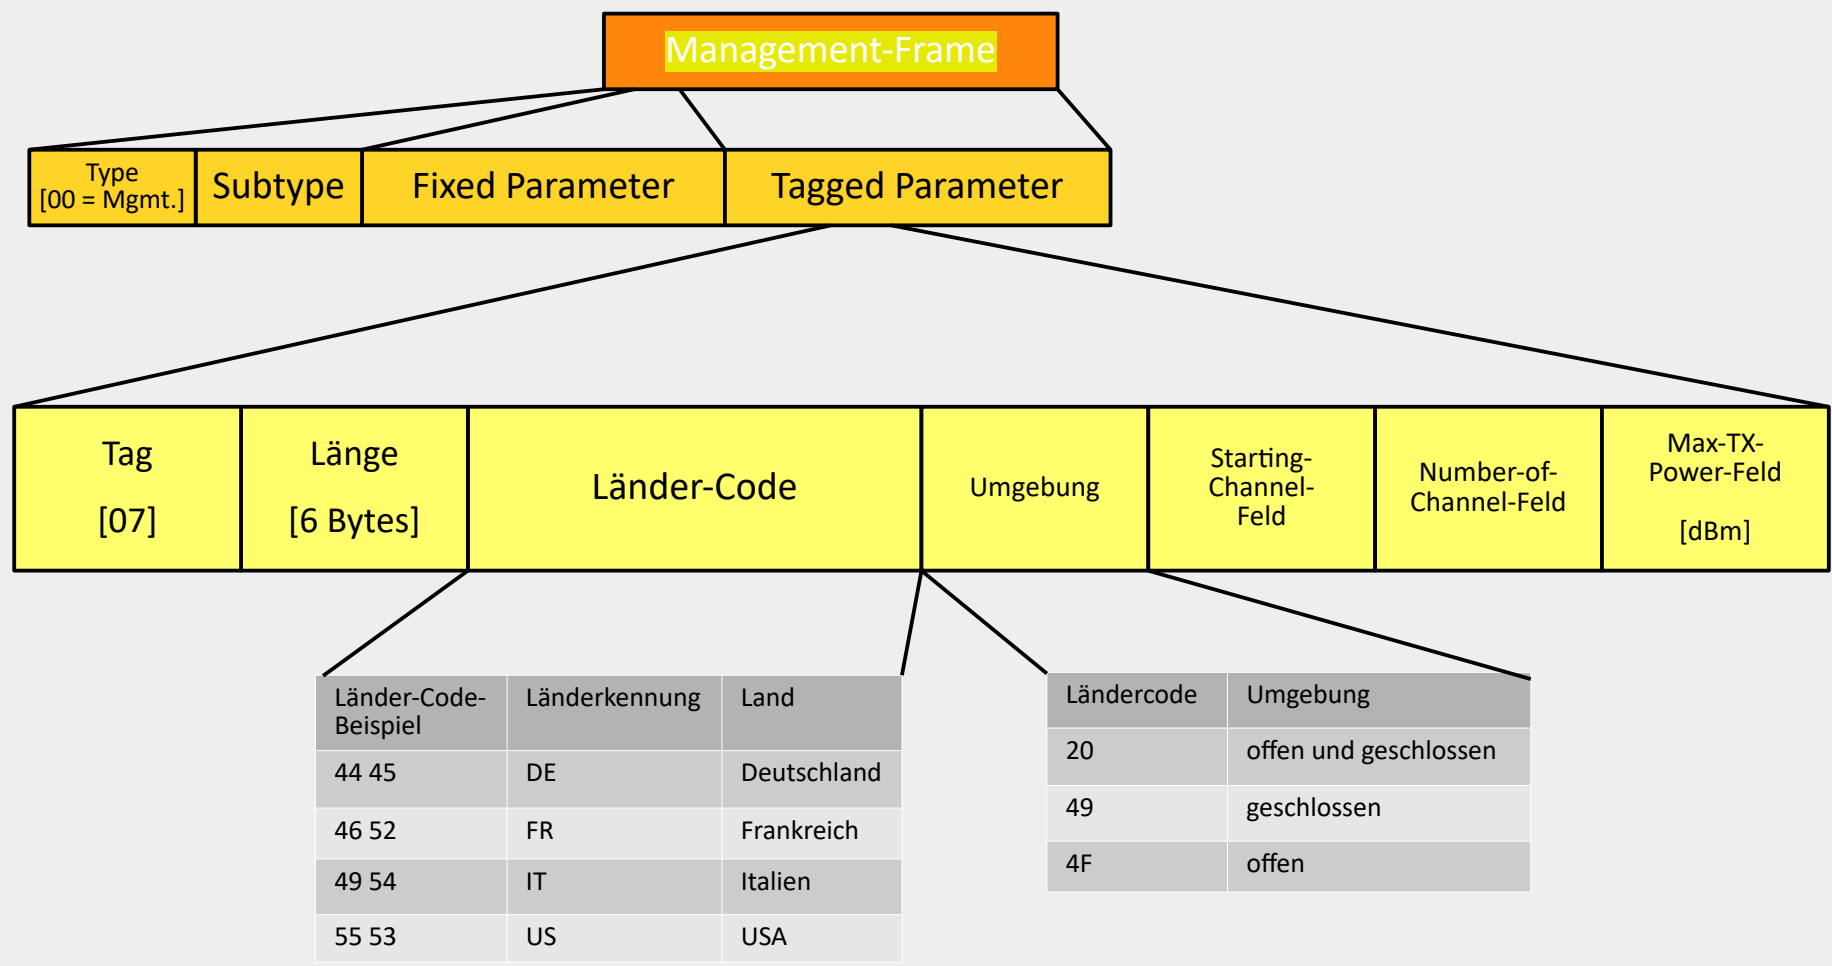 Management-Frame
Type
[00 = Mgmt.]
Subtype
Fixed Parameter
Tagged Parameter
Tag
[07]
Länge
[6 Bytes]
Länder-Code
Umgebung
Starting-
Channel-
Feld
Number-of-
Channel-Feld
Max-TX-
Power-Feld
[dBm]
Länder-Code-
Beispiel
Länderkennung
Land
44 45
DE
Deutschland
46 52
FR
Frankreich
49 54
IT
Italien
55 53
US
USA
Ländercode
Umgebung
20
offen und geschlossen
49
geschlossen
4F
offen